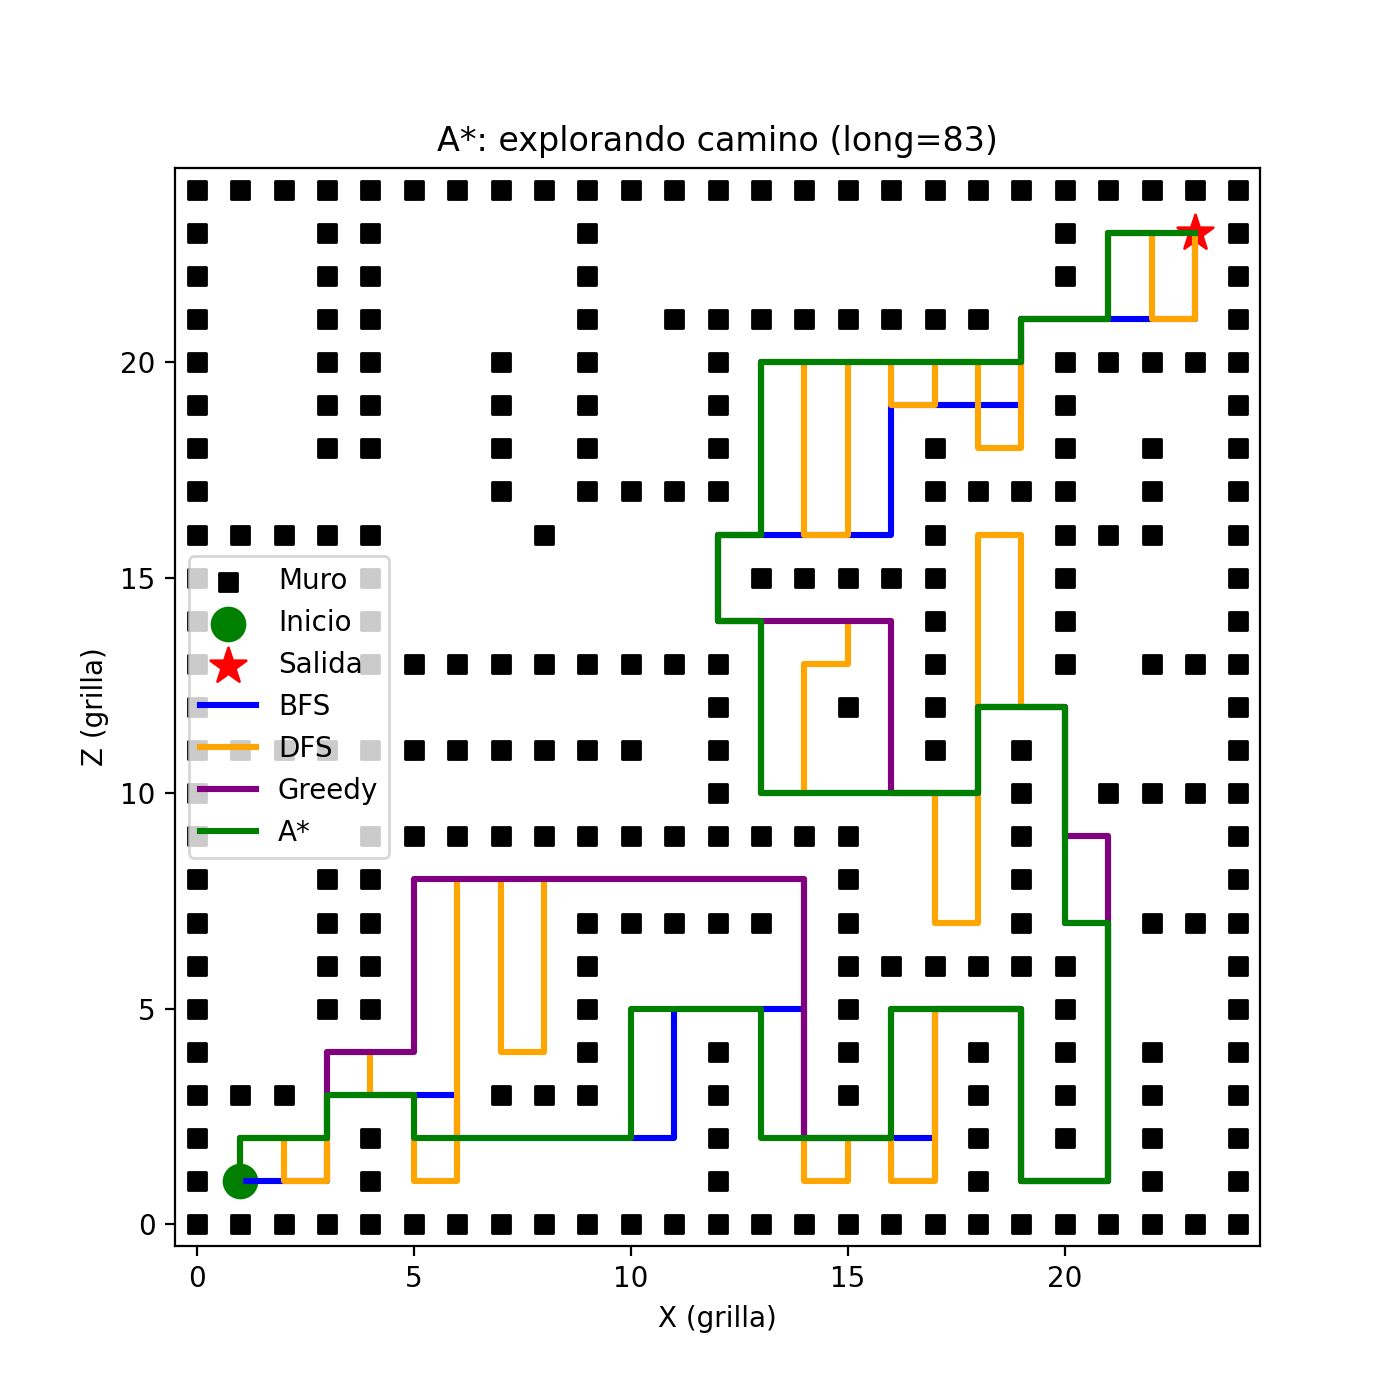 A*: explorando camino (long=83)
20
15
10
5
0
Z (grilla)
Muro
Inicio
Salida
BFS
DFS
Greedy
A*
0 5 10 15 20
X (grilla)